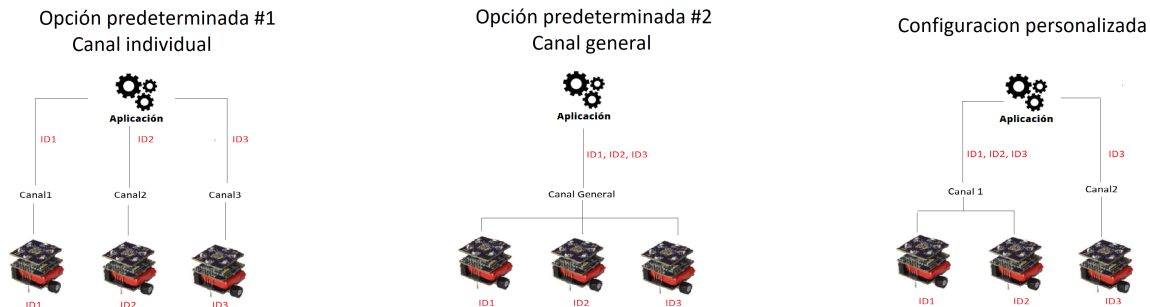 Opción predeterminada #1
Canal individual
Aplicación
ID1
ID2
ID3
Canal1
Canal2
Canal3
ID1
ID2
ID3
Opción predeterminada #2
Canal general
Aplicación
ID1, ID2, ID3
Canal General
ID1
ID2
ID3
Configuracion personalizada
Aplicación
ID1, ID2, ID3
ID3
Canal 1
Canal2
ID1
ID2
ID3